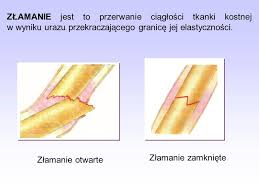 ZŁAMANIE jest to przerwanie ciągłości tkanki kostnej
w wyniku urazu przekraczającego granicę jej elastyczności.
Złamanie otwarte
Złamanie zamknięte